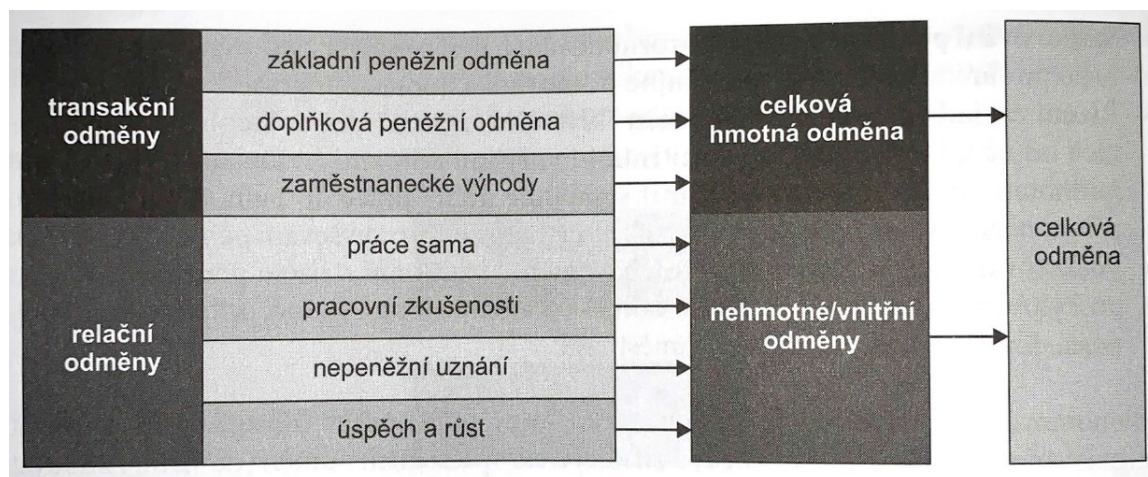 transakční
odměny
základní peněžní odměna
doplňková peněžní odměna
zaměstnanecké výhody
relační
odměny
práce sama
pracovní zkušenosti
nepeněžní uznání
úspěch a růst
celková
hmotná odměna
nehmotné/vnitřní
odměny
celková
odměna